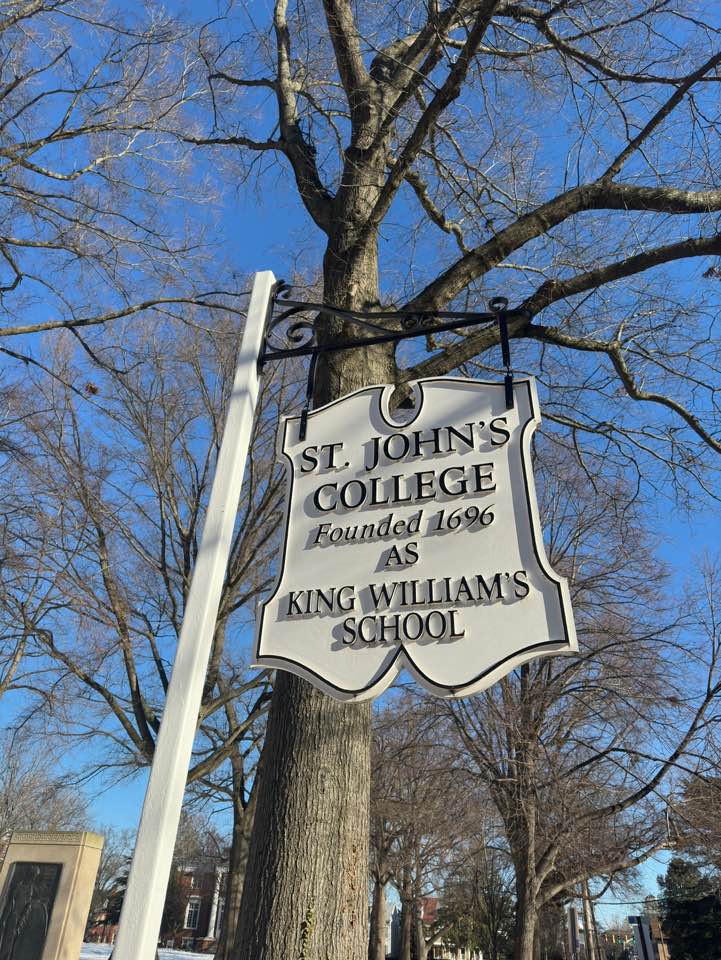 ST. JOHN'S
COLLEGE
Founded 1696
AS
KING WILLIAM'S
SCHOOL